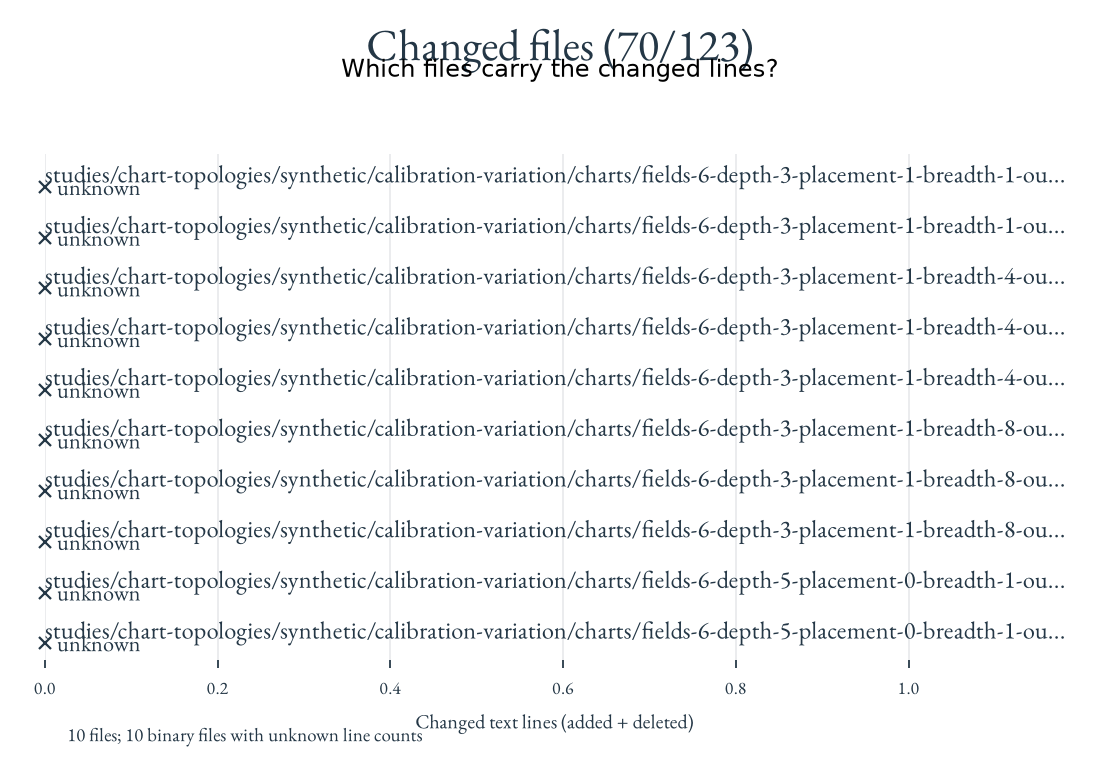 Changed files (70/123)
Which files carry the changed lines?
studies/chart-topologies/synthetic/calibration-variation/charts/fields-6-depth-3-placement-1-breadth-1-ou...
unknown
studies/chart-topologies/synthetic/calibration-variation/charts/fields-6-depth-3-placement-1-breadth-1-ou...
unknown
studies/chart-topologies/synthetic/calibration-variation/charts/fields-6-depth-3-placement-1-breadth-4-ou...
unknown
studies/chart-topologies/synthetic/calibration-variation/charts/fields-6-depth-3-placement-1-breadth-4-ou...
unknown
studies/chart-topologies/synthetic/calibration-variation/charts/fields-6-depth-3-placement-1-breadth-4-ou...
unknown
studies/chart-topologies/synthetic/calibration-variation/charts/fields-6-depth-3-placement-1-breadth-8-ou...
unknown
studies/chart-topologies/synthetic/calibration-variation/charts/fields-6-depth-3-placement-1-breadth-8-ou...
unknown
studies/chart-topologies/synthetic/calibration-variation/charts/fields-6-depth-3-placement-1-breadth-8-ou...
unknown
studies/chart-topologies/synthetic/calibration-variation/charts/fields-6-depth-5-placement-0-breadth-1-ou...
unknown
studies/chart-topologies/synthetic/calibration-variation/charts/fields-6-depth-5-placement-0-breadth-1-ou...
unknown
0.0 0.2 0.4 0.6 0.8 1.0
Changed text lines (added + deleted)
10 files; 10 binary files with unknown line counts